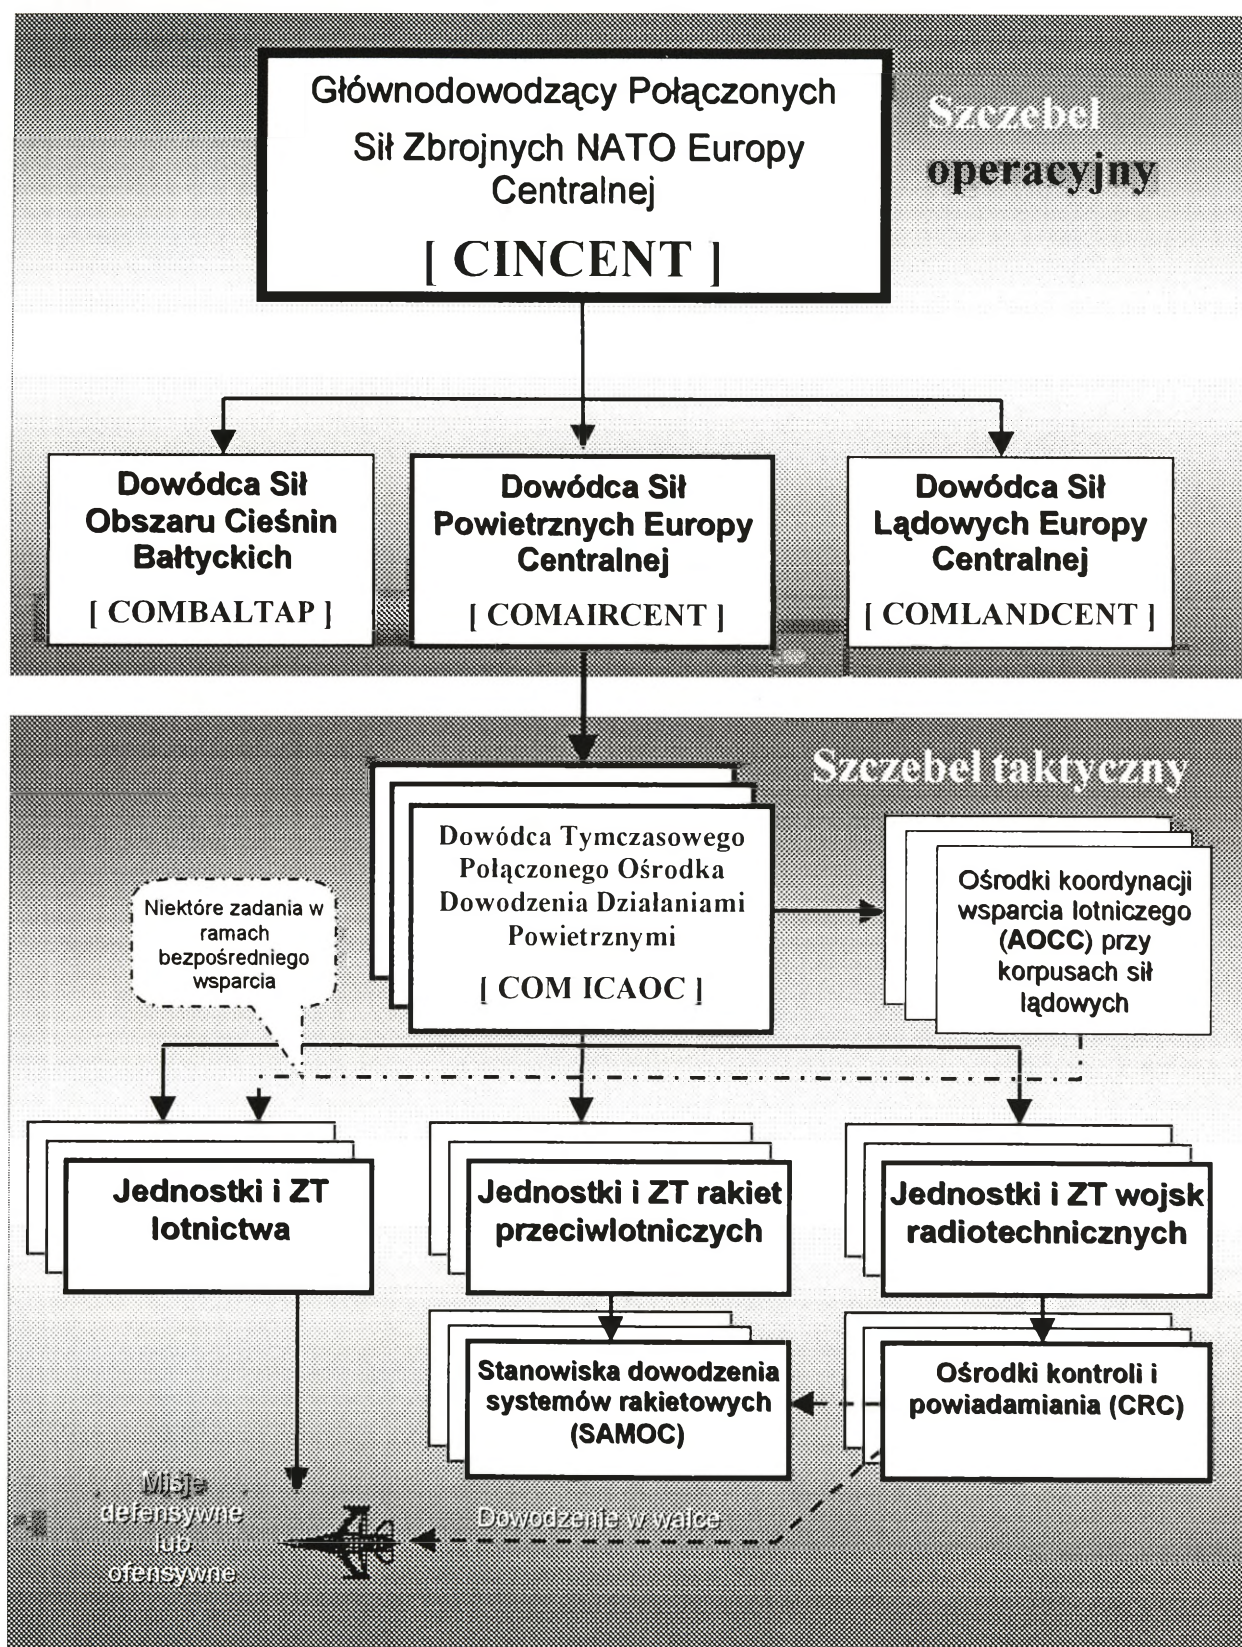 Głównodowodzący Połączonych
Sił Zbrojnych NATO Europy
Centralnej
[ CINCENT ]
Szczebel
operacyjny
Dowódca Sił
Obszaru Cieśnin
Bałtyckich
[ COMBALTAP ]
Dowódca Sił
Powietrznych Europy
Centralnej
[ COMAIRCENT ]
Dowódca Sił
Lądowych Europy
Centralnej
[ COMLANDCENT ]
Szczebel taktyczny
Dowódca Tymczasowego
Połączonego Ośrodka
Dowodzenia Działaniami
Powietrznymi
[ COM ICAOC ]
Ośrodki koordynacji
wsparcia lotniczego
(AOCC) przy
korpusach sił
lądowych
Niektóre zadania w
ramach
bezpośredniego
wsparcia
Jednostki i ZT
lotnictwa
Jednostki i ZT rakiet
przeciwlotniczych
Jednostki i ZT wojsk
radiotechnicznych
Stanowiska dowodzenia
systemów rakietowych
(SAMOC)
Ośrodki kontroli i
powiadamiania (CRC)
Misje
defensywne
lub
ofensywne
Dowodzenie w walce